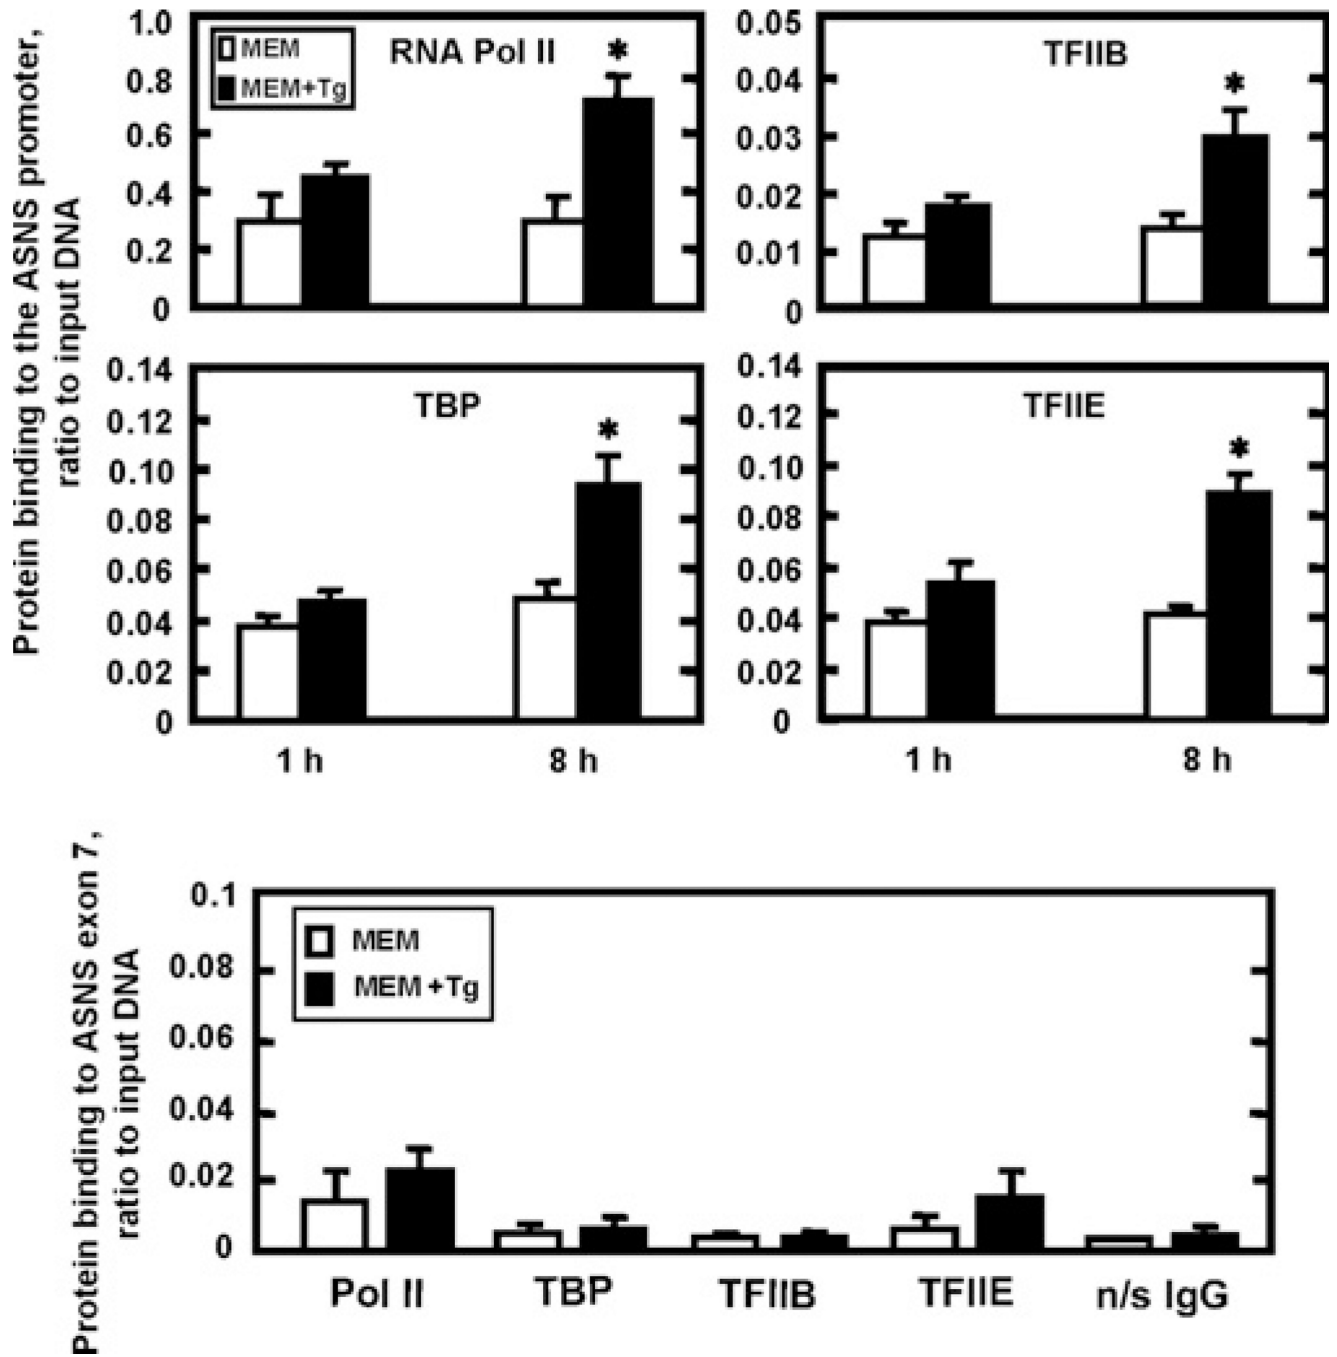 Protein binding to the ASNS promoter,
ratio to input DNA
1.0
0.8
0.6
0.4
0.2
0
MEM
MEM+Tg
RNA Pol II
*
0.05
0.04
0.03
0.02
0.01
0
TFIIB
*
0.14
0.12
0.10
0.08
0.06
0.04
0.02
0
TBP
*
1 h
8 h
0.14
0.12
0.10
0.08
0.06
0.04
0.02
0
TFIIE
*
1 h
8 h
Protein binding to ASNS exon 7,
ratio to input DNA
0.1
0.08
0.06
0.04
0.02
0
MEM
MEM +Tg
Pol II
TBP
TFIIB
TFIIE
n/s IgG